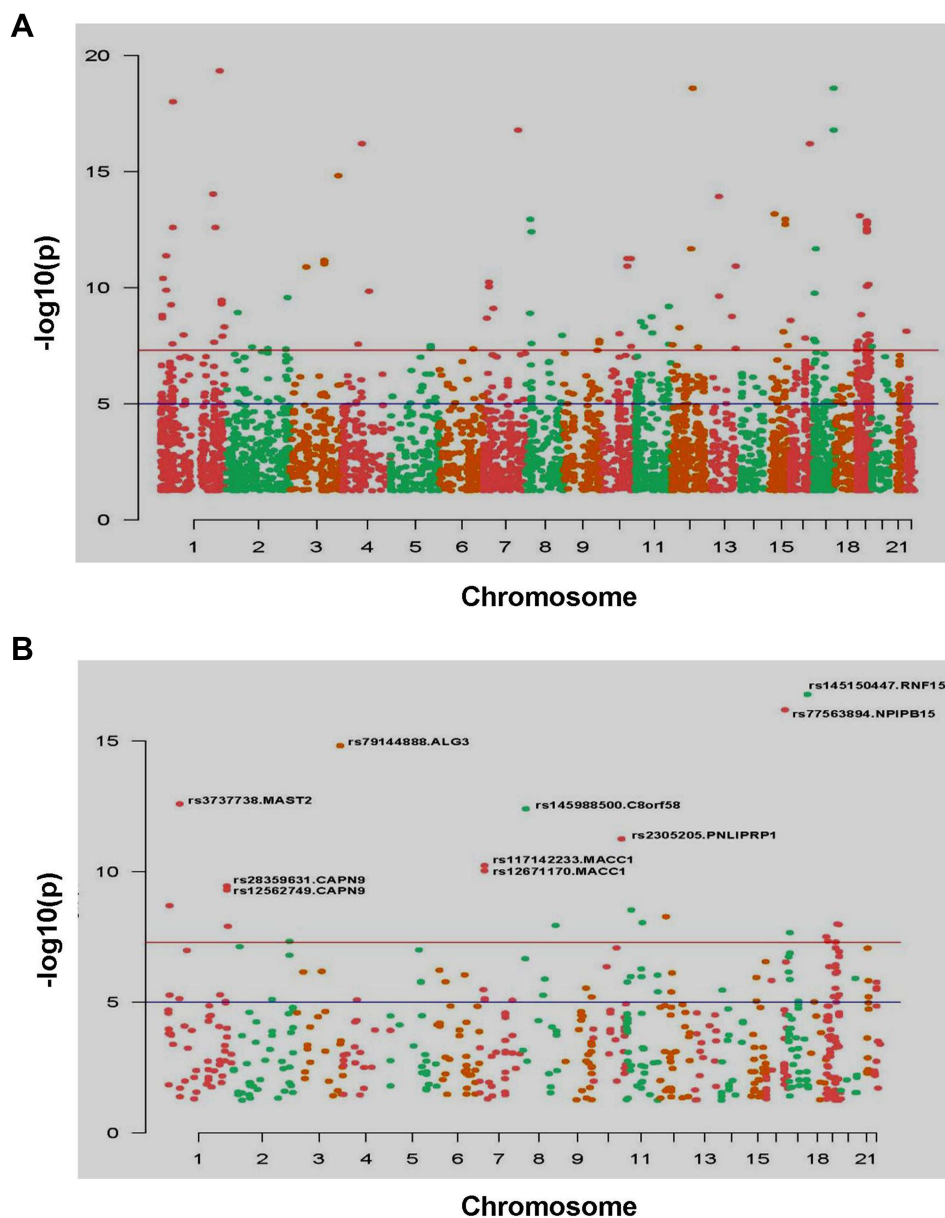 A
20
15
10
5
0
-log10(p)
1 2 3 4 5 6 7 8 9 11 13 15 18 21
Chromosome
B
rs145150447.RNF15
rs77563894.NPIPB15
15
rs79144888.ALG3
rs3737738.MAST2
rs145988500.C8orf58
rs2305205.PNLIPRP1
10
rs117142233.MACC1
rs12671170.MACC1
rs28359631.CAPN9
rs12562749.CAPN9
5
0
-log10(p)
1 2 3 4 5 6 7 8 9 11 13 15 18 21
Chromosome